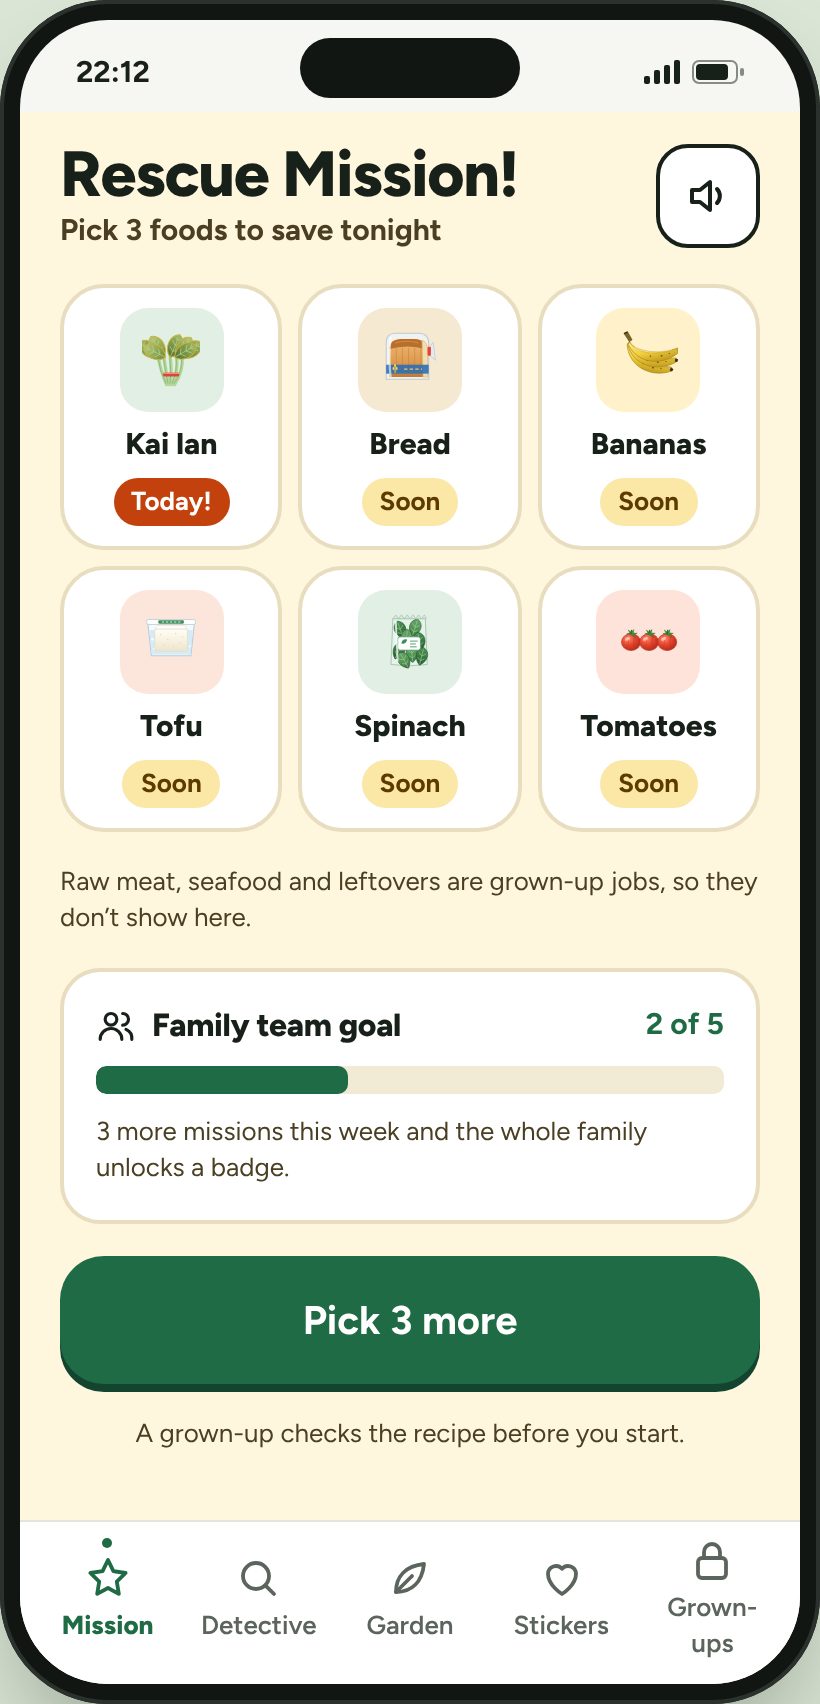 22:12
Rescue Mission!
Pick 3 foods to save tonight
Kai lan
Bread
Bananas
Today!
Soon
Soon
Tofu
Spinach
Tomatoes
Soon
Soon
Soon
Raw meat, seafood and leftovers are grown-up jobs, so they
don’t show here.
Family team goal
2 of 5
3 more missions this week and the whole family
unlocks a badge.
Pick 3 more
A grown-up checks the recipe before you start.
Mission
Detective
Garden
Stickers
Grown-
ups